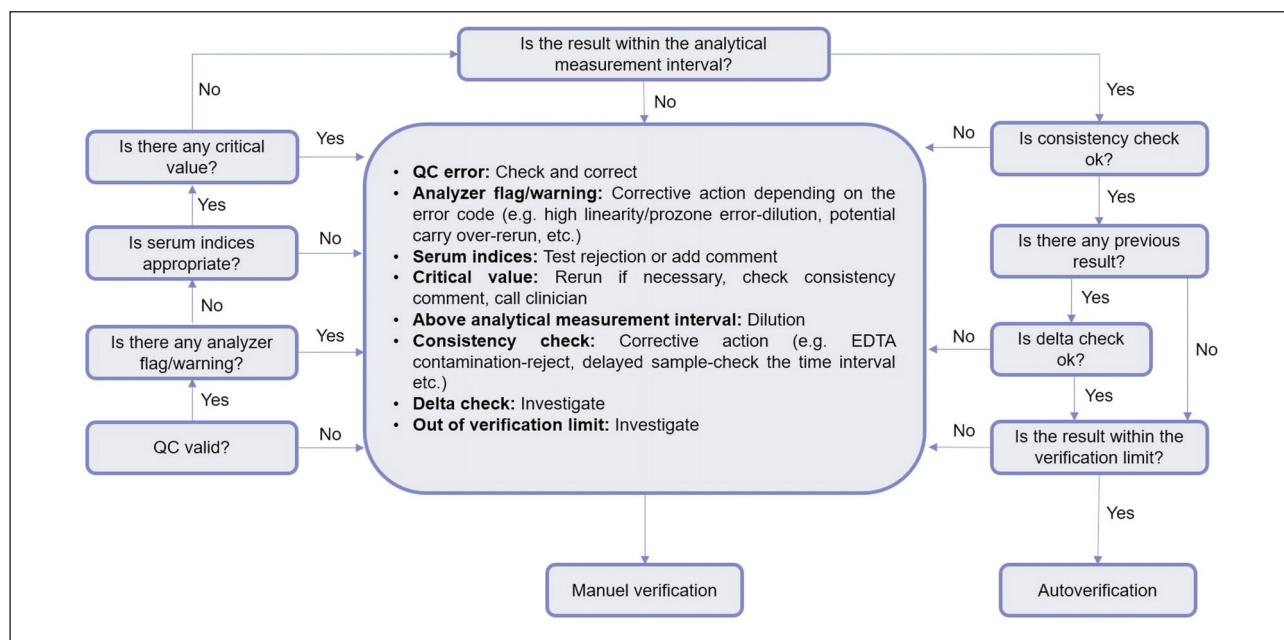 Is the result within the analytical
measurement interval?
No
Yes
No
Is there any critical
value?
Yes
No
Is consistency check
ok?
Yes
Yes
Is serum indices
appropriate?
No
Is there any previous
result?
No
Yes
No
Is there any analyzer
flag/warning?
Yes
No
Is delta check
ok?
Yes
Yes
QC valid?
No
No
Is the result within the
verification limit?
Yes
• QC error: Check and correct
• Analyzer flag/warning: Corrective action depending on the
error code (e.g. high linearity/prozone error-dilution, potential
carry over-rerun, etc.)
• Serum indices: Test rejection or add comment
• Critical value: Rerun if necessary, check consistency
comment, call clinician
• Above analytical measurement interval: Dilution
• Consistency check: Corrective action (e.g. EDTA
contamination-reject, delayed sample-check the time interval
etc.)
• Delta check: Investigate
• Out of verification limit: Investigate
Manuel verification
Autoverification